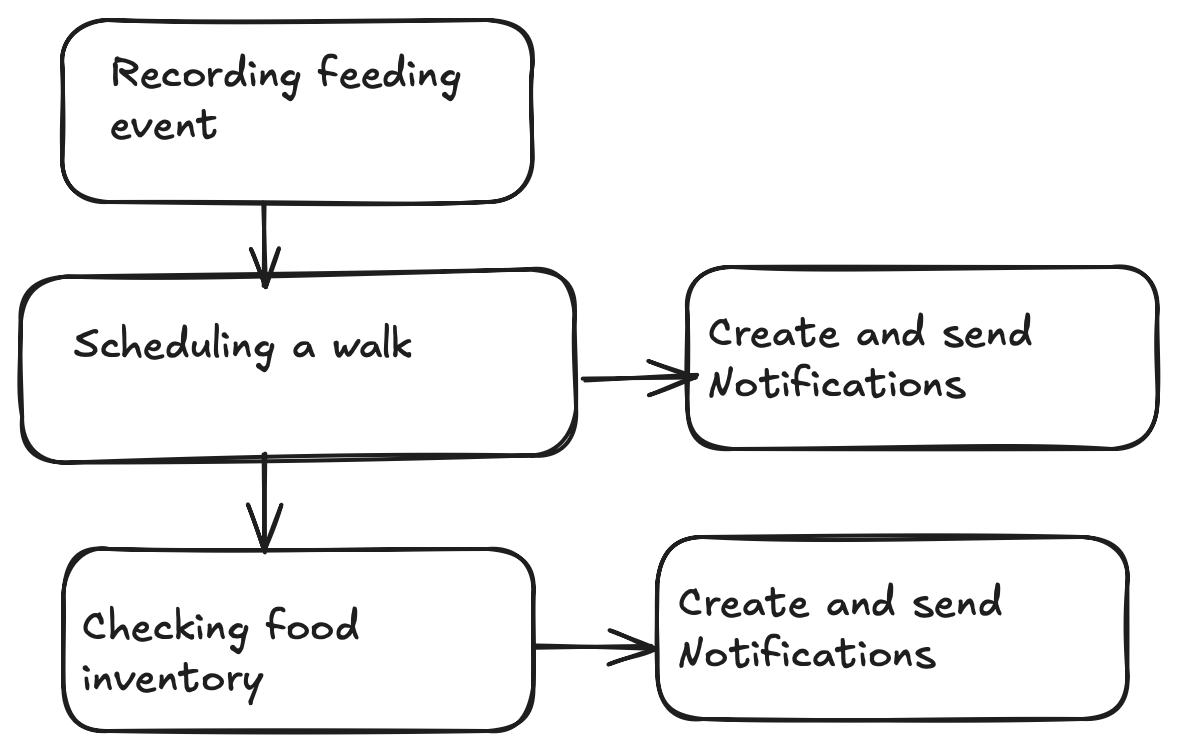 Recording feeding
event
Scheduling a walk
Create and send
Notifications
Checking food
inventory
Create and send
Notifications